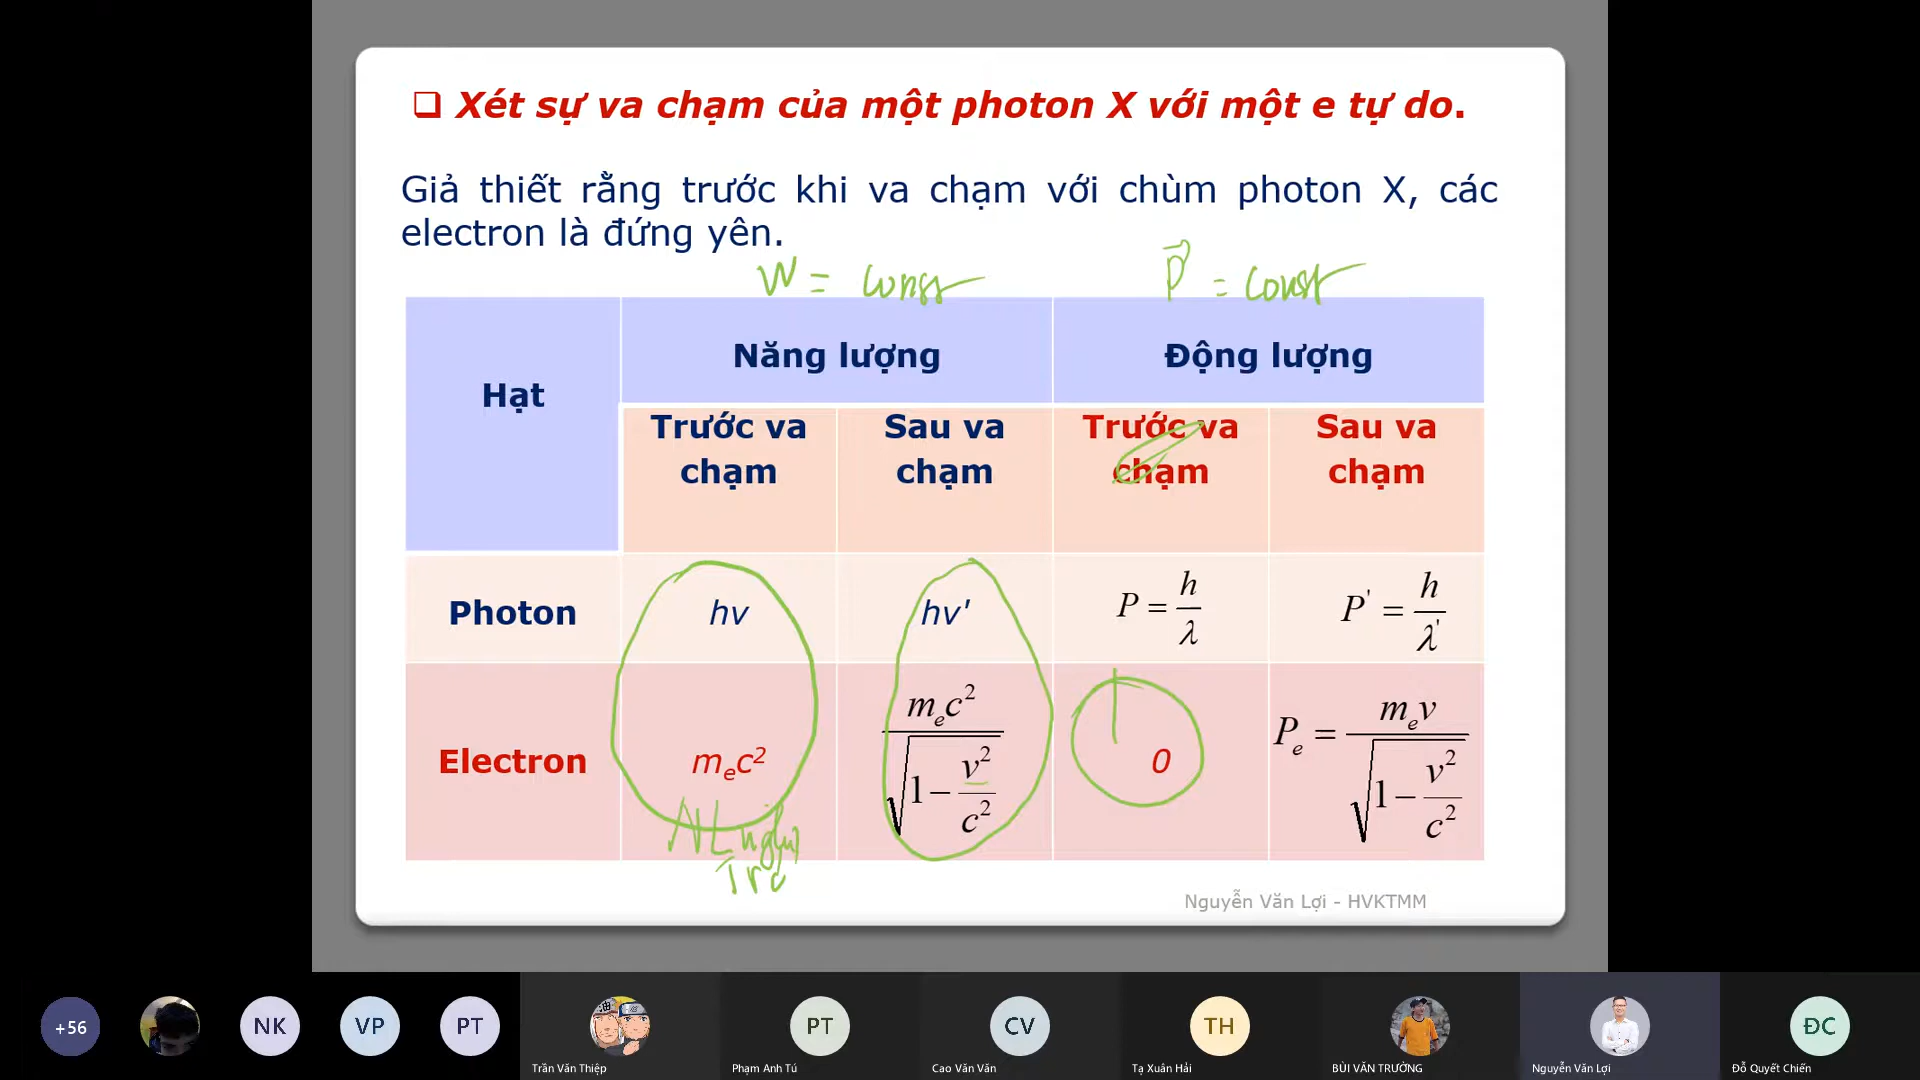 ❑ Xét sự va chạm của một photon X với một e tự do.
Giả thiết rằng trước khi va chạm với chùm photon X, các
electron là đứng yên.
W = const
P⃗ = const
Hạt
Năng lượng
Động lượng
Trước va
chạm
Sau va
chạm
Trước va
chạm
Sau va
chạm
Photon
hv
hv'
P = h/λ
P' = h/λ'
Electron
mₑc²
mₑc²/√(1 − v²/c²)
0
Pₑ = mₑv/√(1 − v²/c²)
NL
Nguyễn Văn Lợi - HVKTMM
+56
NK
VP
PT
PT
CV
TH
ĐC
Trần Văn Thiệp
Phạm Anh Tú
Cao Văn Văn
Tạ Xuân Hải
BÙI VĂN TRƯỜNG
Nguyễn Văn Lợi
Đỗ Quyết Chiến